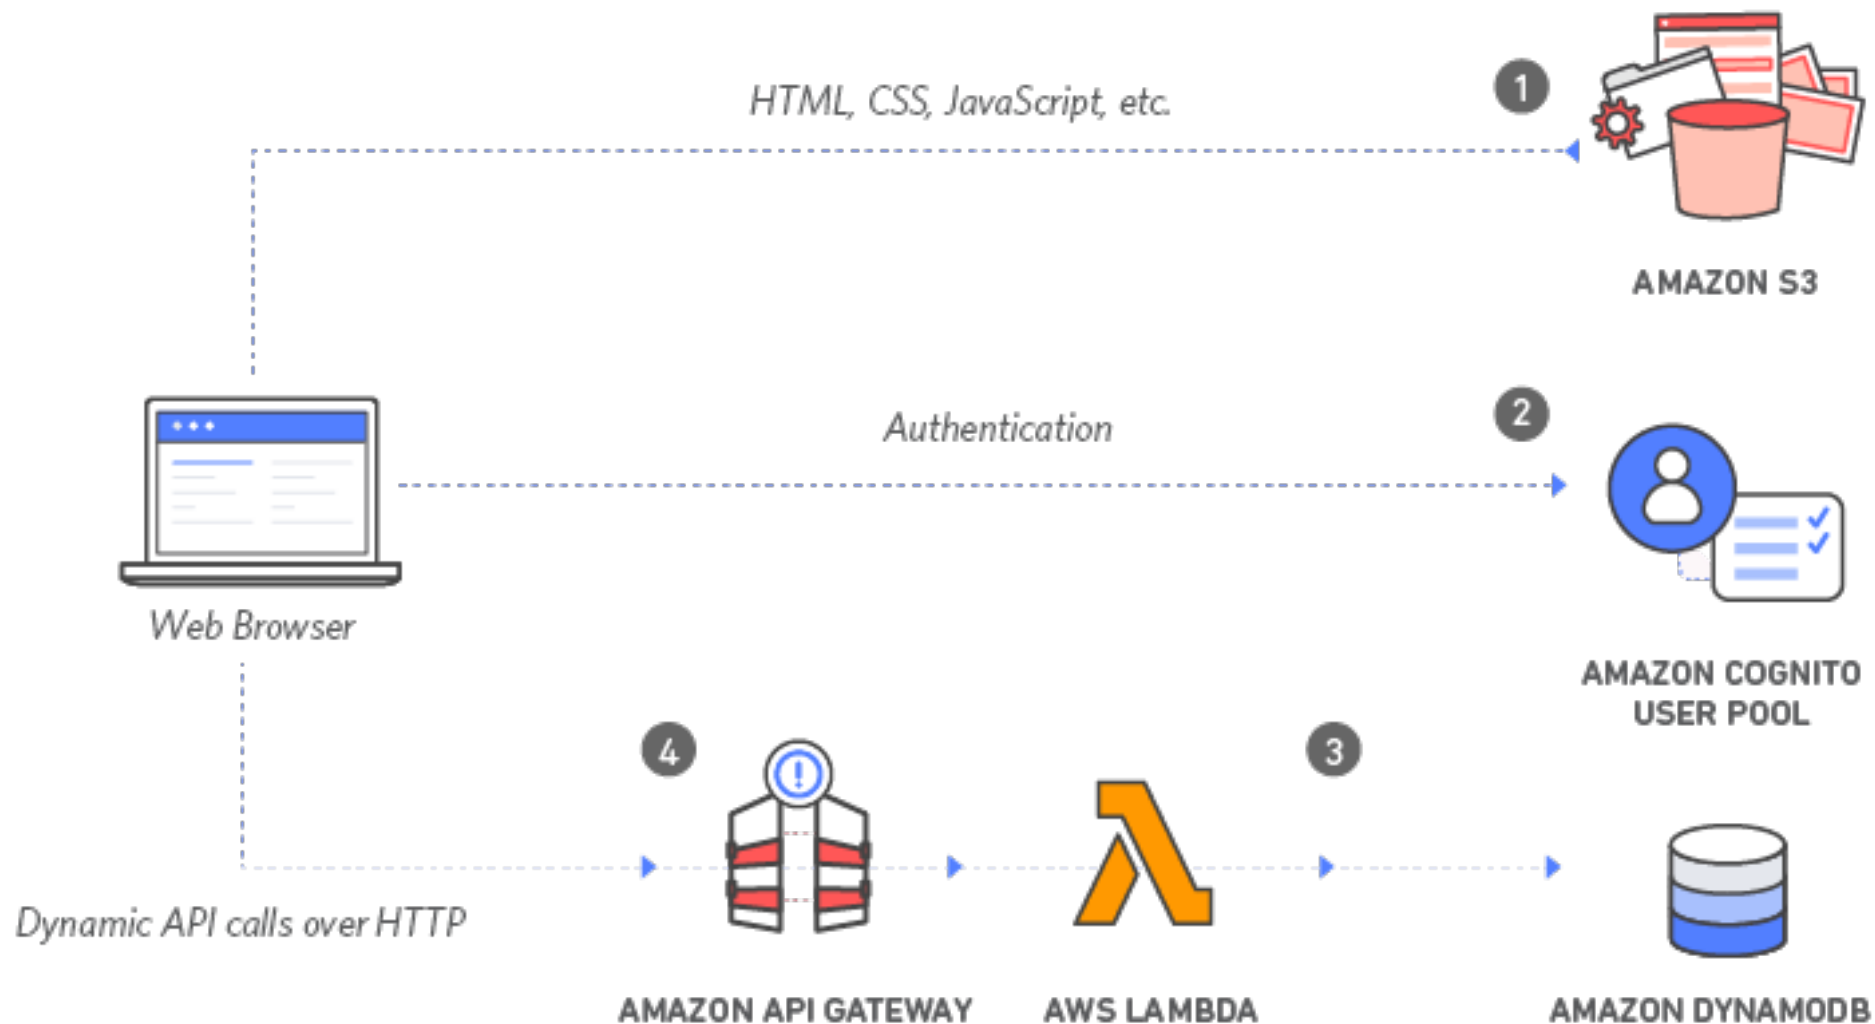 HTML, CSS, JavaScript, etc.
1
AMAZON S3
Authentication
2
Web Browser
AMAZON COGNITO
USER POOL
4
3
Dynamic API calls over HTTP
AMAZON API GATEWAY
AWS LAMBDA
AMAZON DYNAMODB